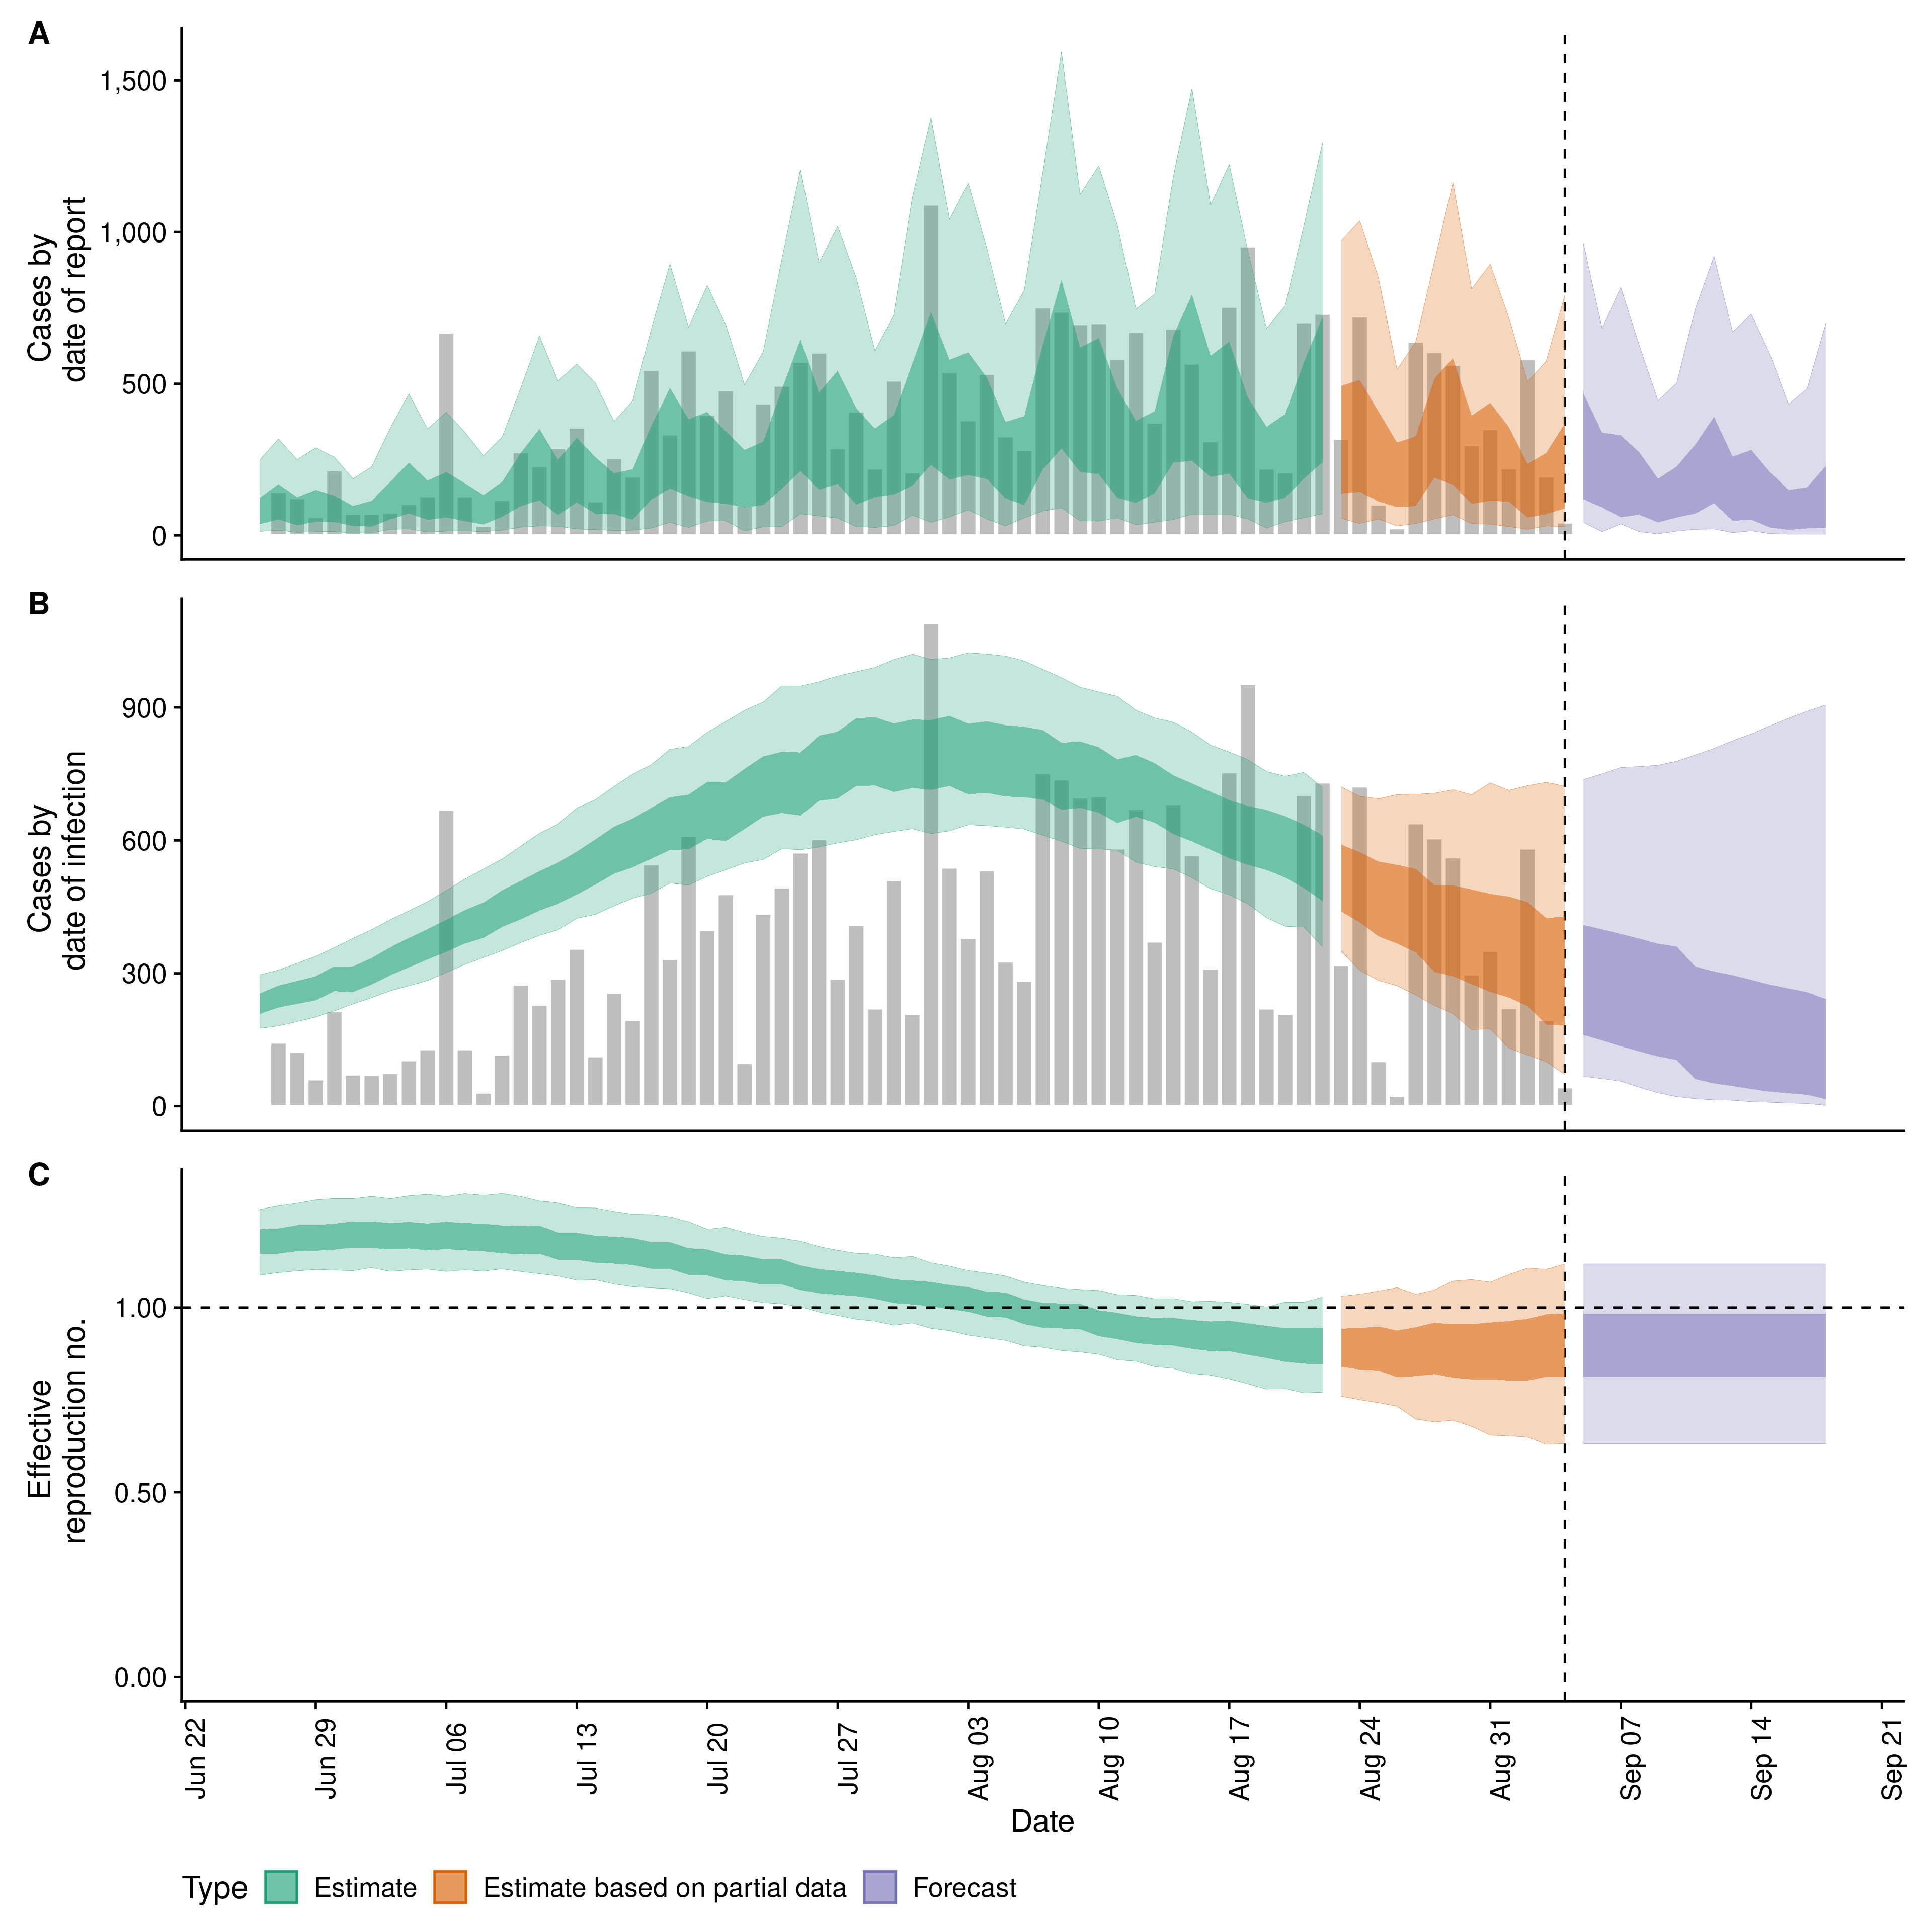 A
1,500
1,000
500
0
Cases by
date of report
B
900
600
300
0
Cases by
date of infection
C
1.00
0.50
0.00
Effective
reproduction no.
Jun 22
Jun 29
Jul 06
Jul 13
Jul 20
Jul 27
Aug 03
Aug 10
Aug 17
Aug 24
Aug 31
Sep 07
Sep 14
Sep 21
Date
Type
Estimate
Estimate based on partial data
Forecast